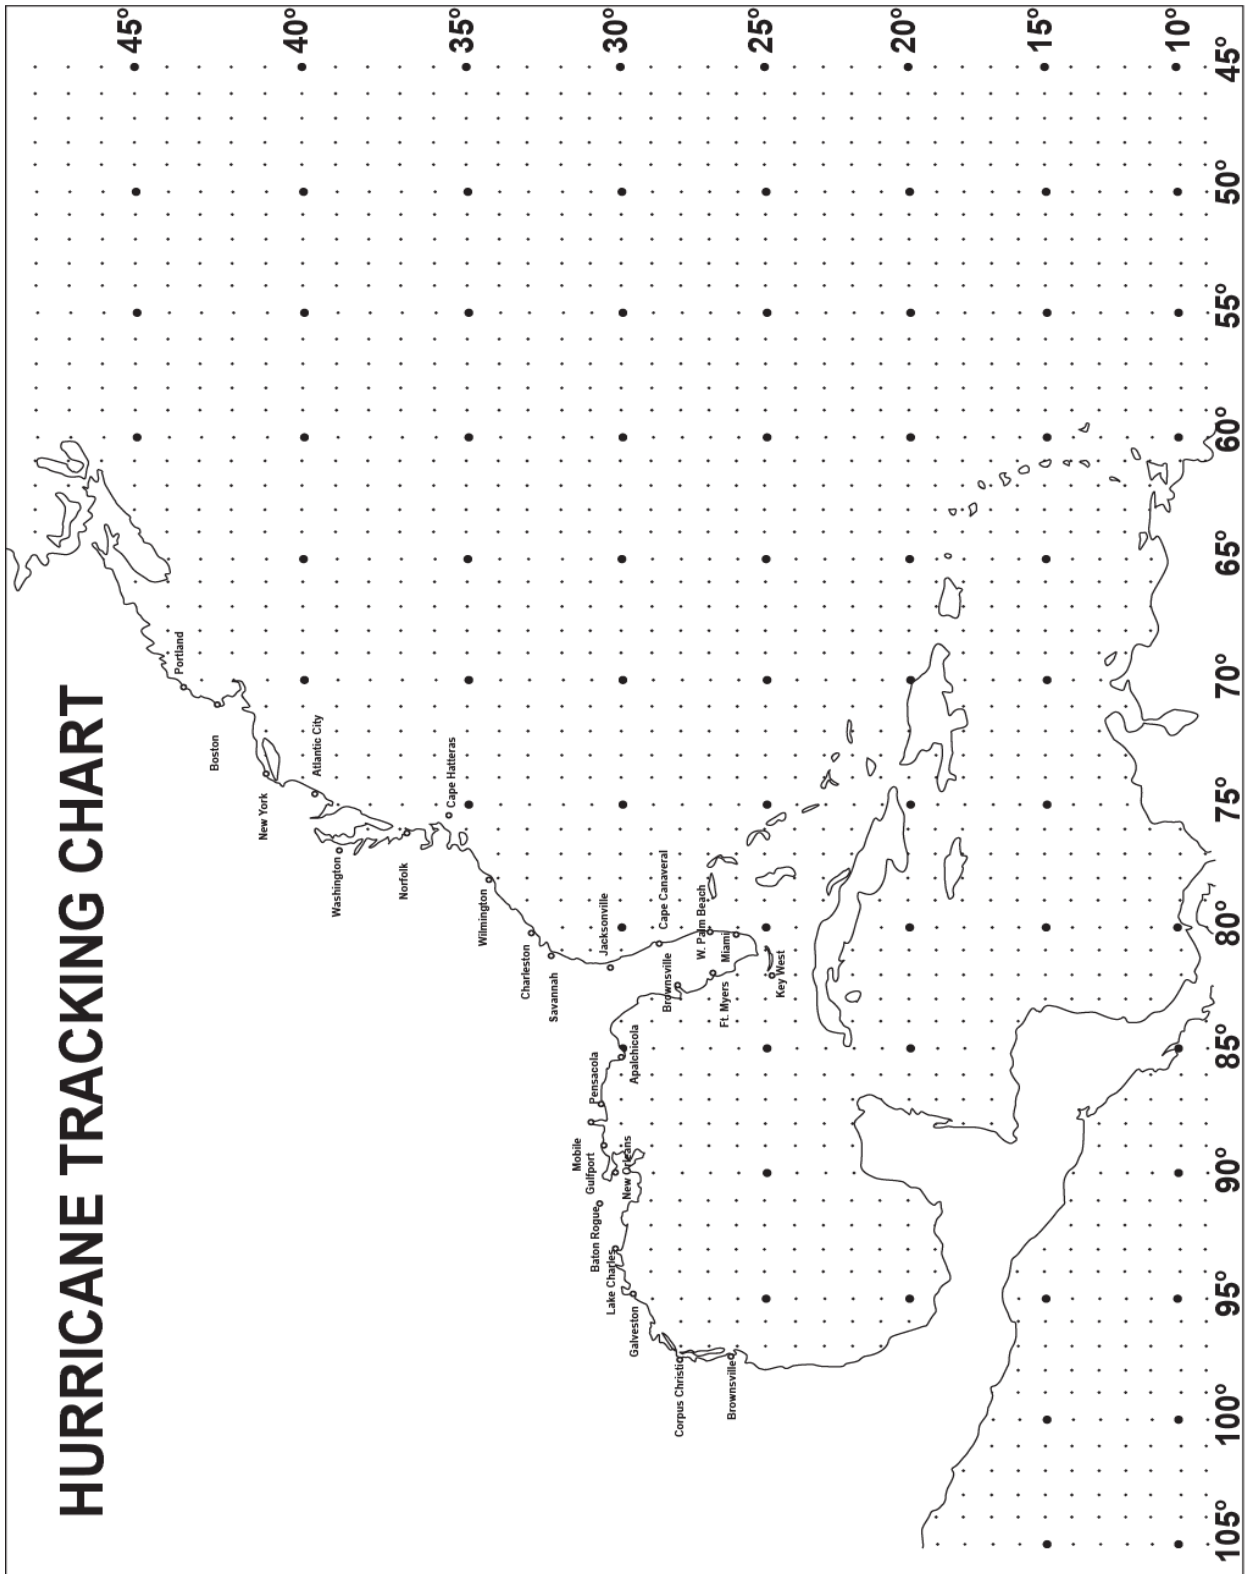 HURRICANE TRACKING CHART
45°
40°
35°
30°
25°
20°
15°
10°
Portland
Boston
New York
Atlantic City
Washington
Norfolk
Cape Hatteras
Wilmington
Charleston
Savannah
Jacksonville
Cape Canaveral
W. Palm Beach
Miami
Brownsville
Ft. Myers
Key West
Apalchicola
Pensacola
Mobile
Gulfport
New Orleans
Baton Rogue
Lake Charles
Galveston
Corpus Christi
Brownsville
105°
100°
95°
90°
85°
80°
75°
70°
65°
60°
55°
50°
45°